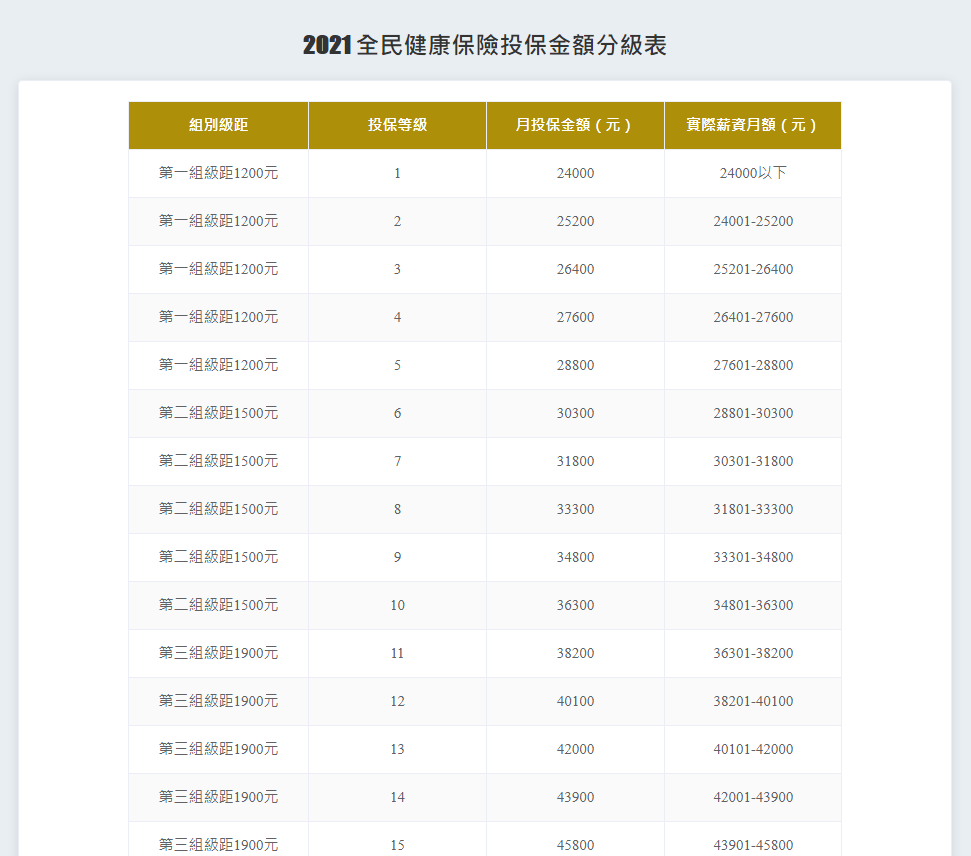 2021 全民健康保險投保金額分級表
組別級距 投保等級 月投保金額（元） 實際薪資月額（元）
第一組級距1200元 1 24000 24000以下
第一組級距1200元 2 25200 24001-25200
第一組級距1200元 3 26400 25201-26400
第一組級距1200元 4 27600 26401-27600
第一組級距1200元 5 28800 27601-28800
第二組級距1500元 6 30300 28801-30300
第二組級距1500元 7 31800 30301-31800
第二組級距1500元 8 33300 31801-33300
第二組級距1500元 9 34800 33301-34800
第二組級距1500元 10 36300 34801-36300
第三組級距1900元 11 38200 36301-38200
第三組級距1900元 12 40100 38201-40100
第三組級距1900元 13 42000 40101-42000
第三組級距1900元 14 43900 42001-43900
第三組級距1900元 15 45800 43901-45800